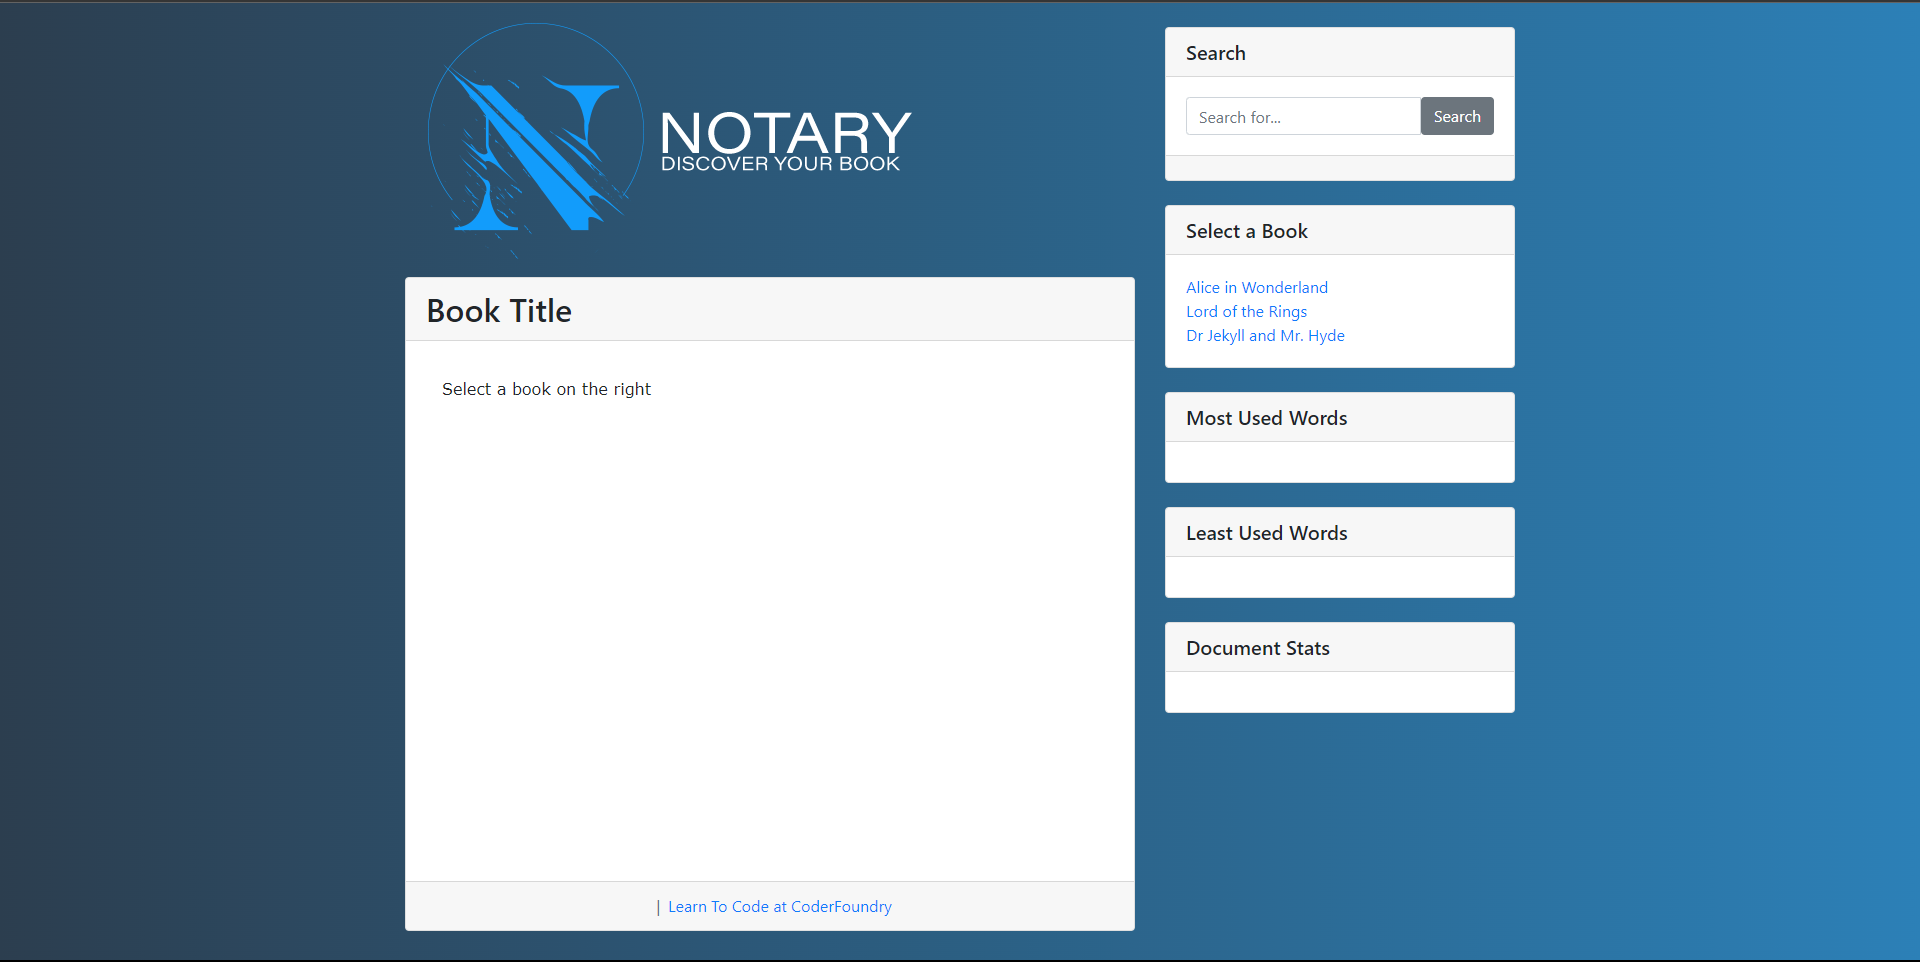 NOTARY
DISCOVER YOUR BOOK
Book Title
Select a book on the right
| Learn To Code at CoderFoundry
Search
Search for...
Search
Select a Book
Alice in Wonderland
Lord of the Rings
Dr Jekyll and Mr. Hyde
Most Used Words
Least Used Words
Document Stats